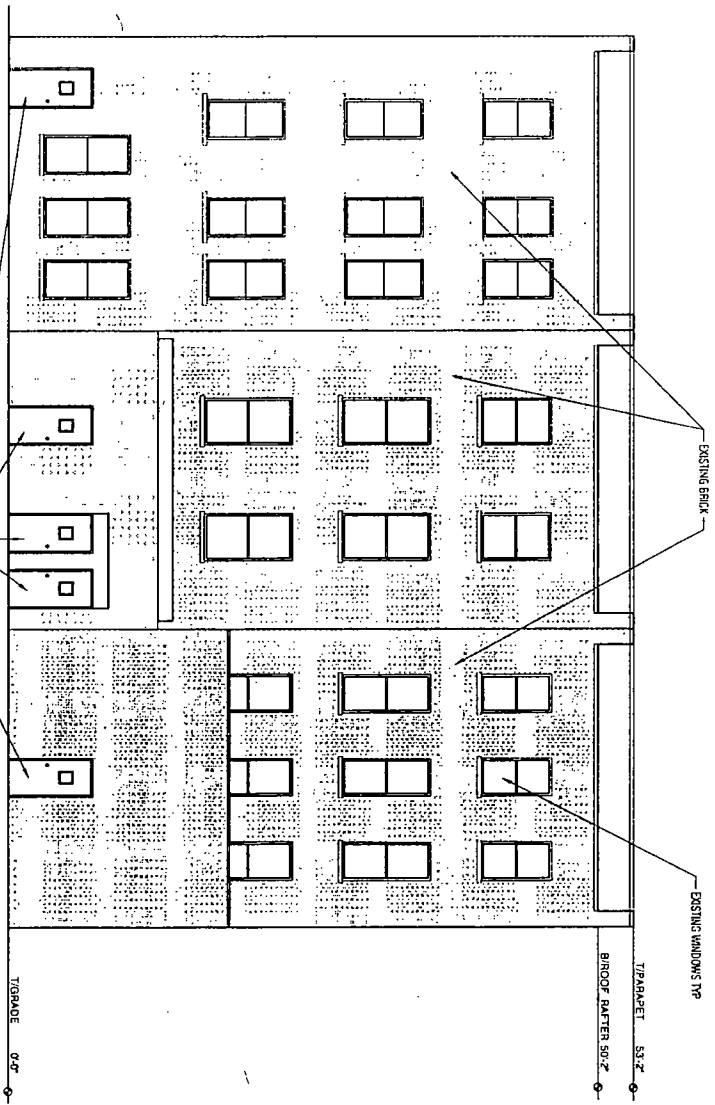 EXISTING BRICK
EXISTING WINDOWS TYP
T/PARAPET 53'-2"
B/ROOF RAFTER 50'-2"
T/GRADE 0'-0"